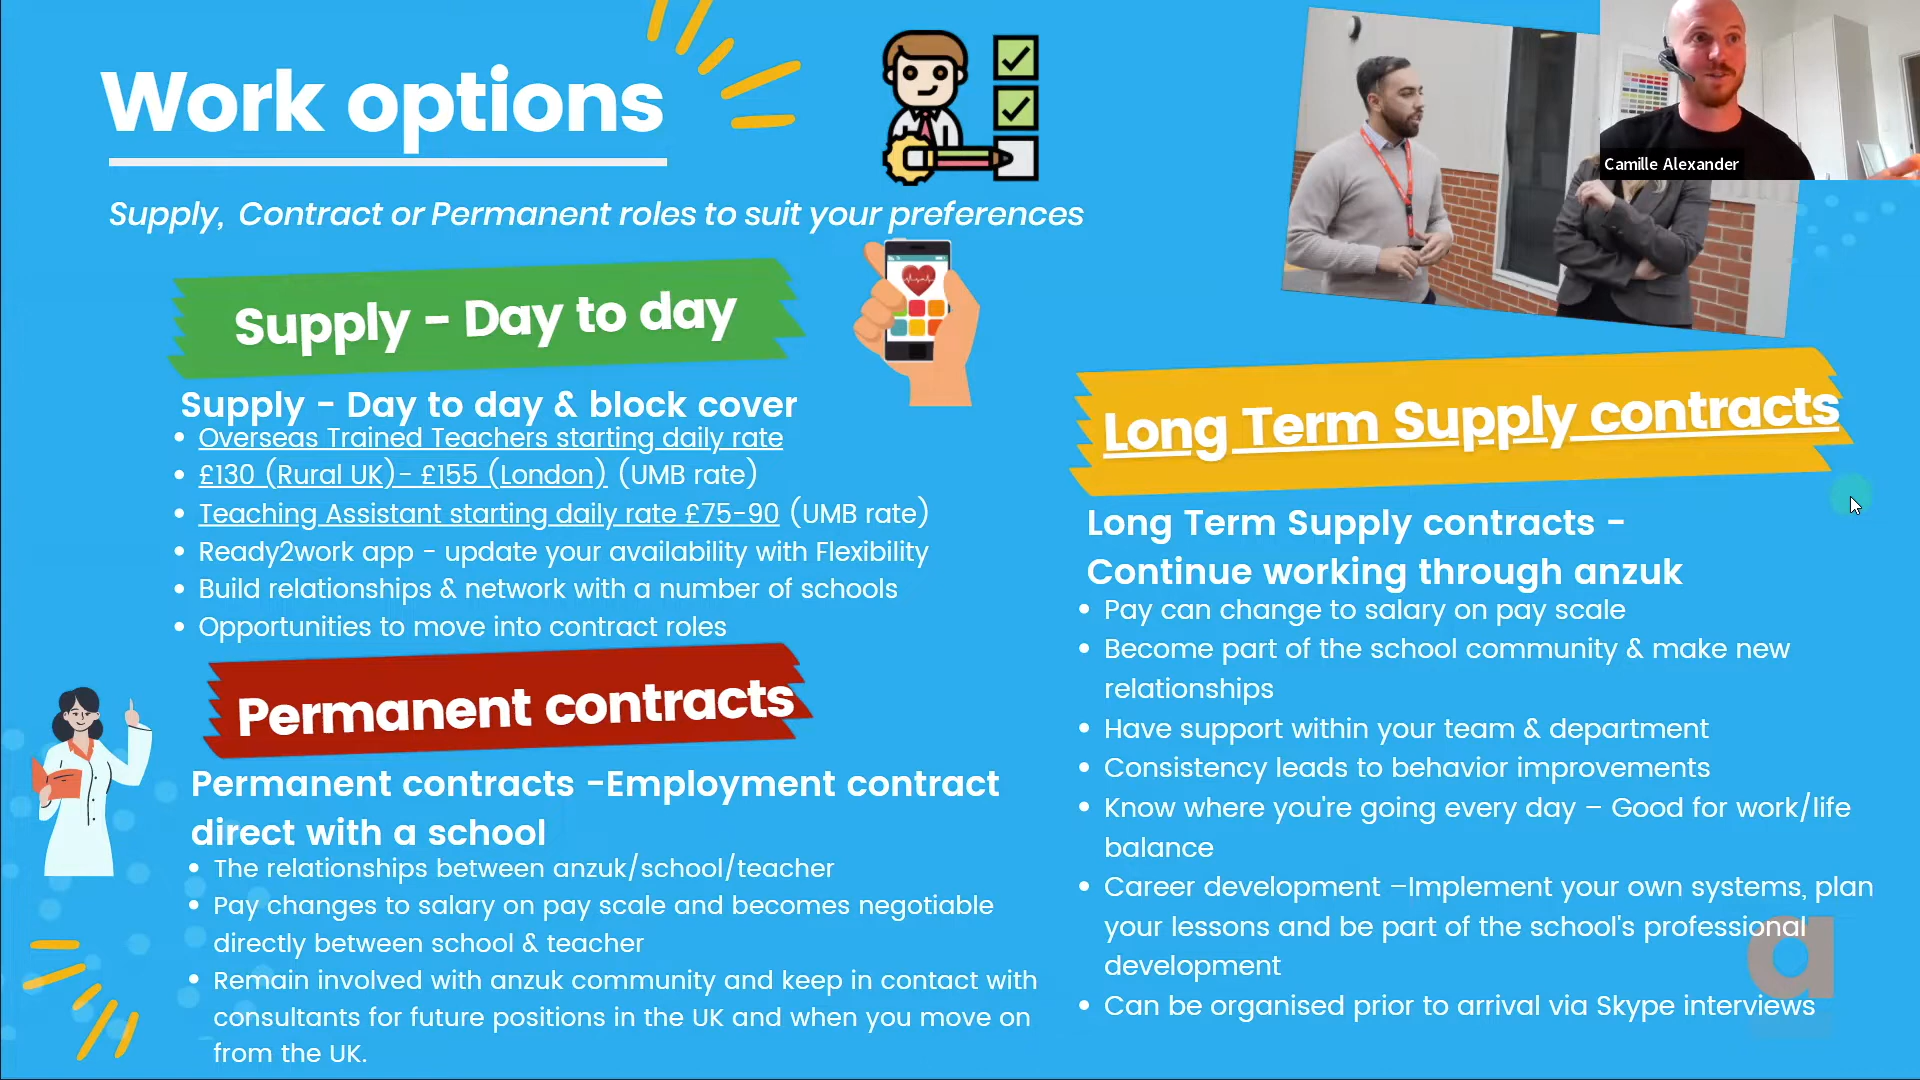 Work options
Supply, Contract or Permanent roles to suit your preferences
Supply - Day to day
Supply - Day to day & block cover
• Overseas Trained Teachers starting daily rate
• £130 (Rural UK)- £155 (London) (UMB rate)
• Teaching Assistant starting daily rate £75-90 (UMB rate)
• Ready2work app - update your availability with Flexibility
• Build relationships & network with a number of schools
• Opportunities to move into contract roles
Permanent contracts
Permanent contracts -Employment contract
direct with a school
• The relationships between anzuk/school/teacher
• Pay changes to salary on pay scale and becomes negotiable
directly between school & teacher
• Remain involved with anzuk community and keep in contact with
consultants for future positions in the UK and when you move on
from the UK.
Camille Alexander
Long Term Supply contracts
Long Term Supply contracts -
Continue working through anzuk
• Pay can change to salary on pay scale
• Become part of the school community & make new
relationships
• Have support within your team & department
• Consistency leads to behavior improvements
• Know where you're going every day – Good for work/life
balance
• Career development –Implement your own systems, plan
your lessons and be part of the school's professional
development
• Can be organised prior to arrival via Skype interviews
a